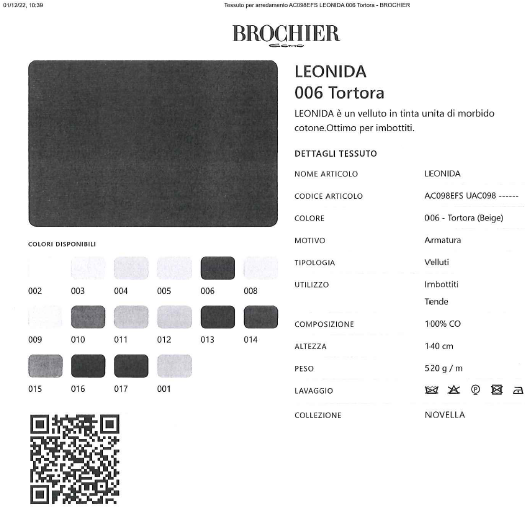 01/12/22, 10:39
Tessuto per arredamento AC098EFS LEONIDA 006 Tortora - BROCHIER
BROCHIER
COMO
LEONIDA
006 Tortora
LEONIDA è un velluto in tinta unita di morbido
cotone.Ottimo per imbottiti.
DETTAGLI TESSUTO
NOME ARTICOLO LEONIDA
CODICE ARTICOLO AC098EFS UAC098 ------
COLORE 006 - Tortora (Beige)
MOTIVO Armatura
TIPOLOGIA Velluti
UTILIZZO Imbottiti
Tende
COMPOSIZIONE 100% CO
ALTEZZA 140 cm
PESO 520 g / m
LAVAGGIO
COLLEZIONE NOVELLA
COLORI DISPONIBILI
002 003 004 005 006 008
009 010 011 012 013 014
015 016 017 001